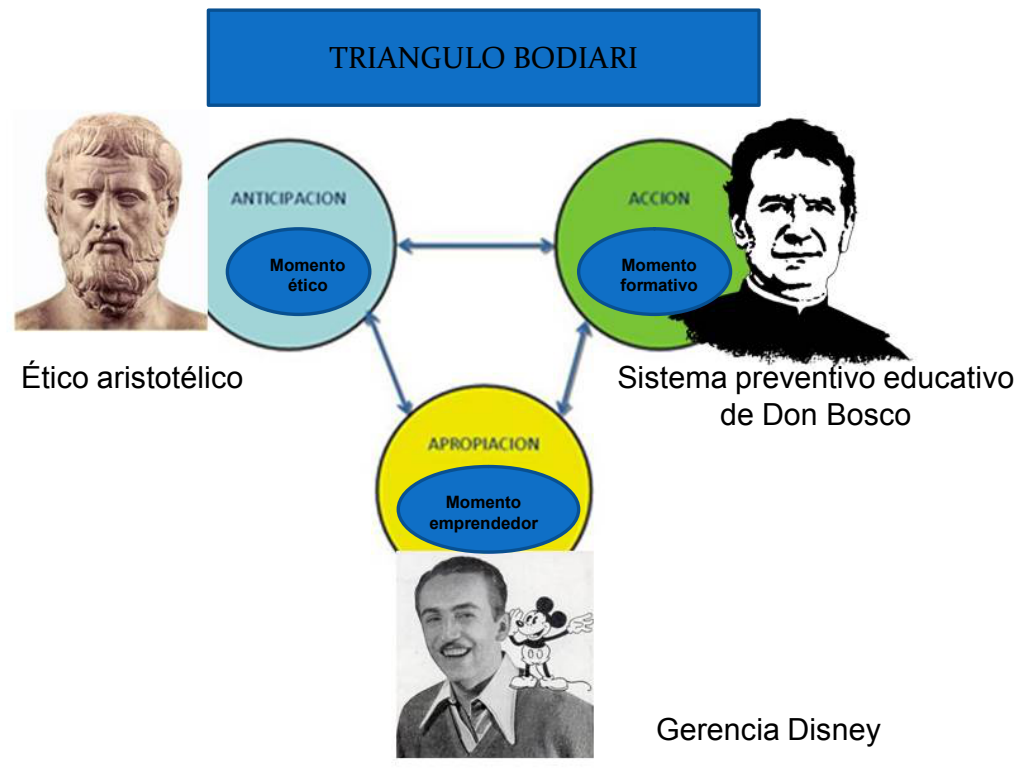 TRIANGULO BODIARI
ANTICIPACION
Momento
ético
ACCION
Momento
formativo
Ético aristotélico
Sistema preventivo educativo
de Don Bosco
APROPIACION
Momento
emprendedor
Gerencia Disney